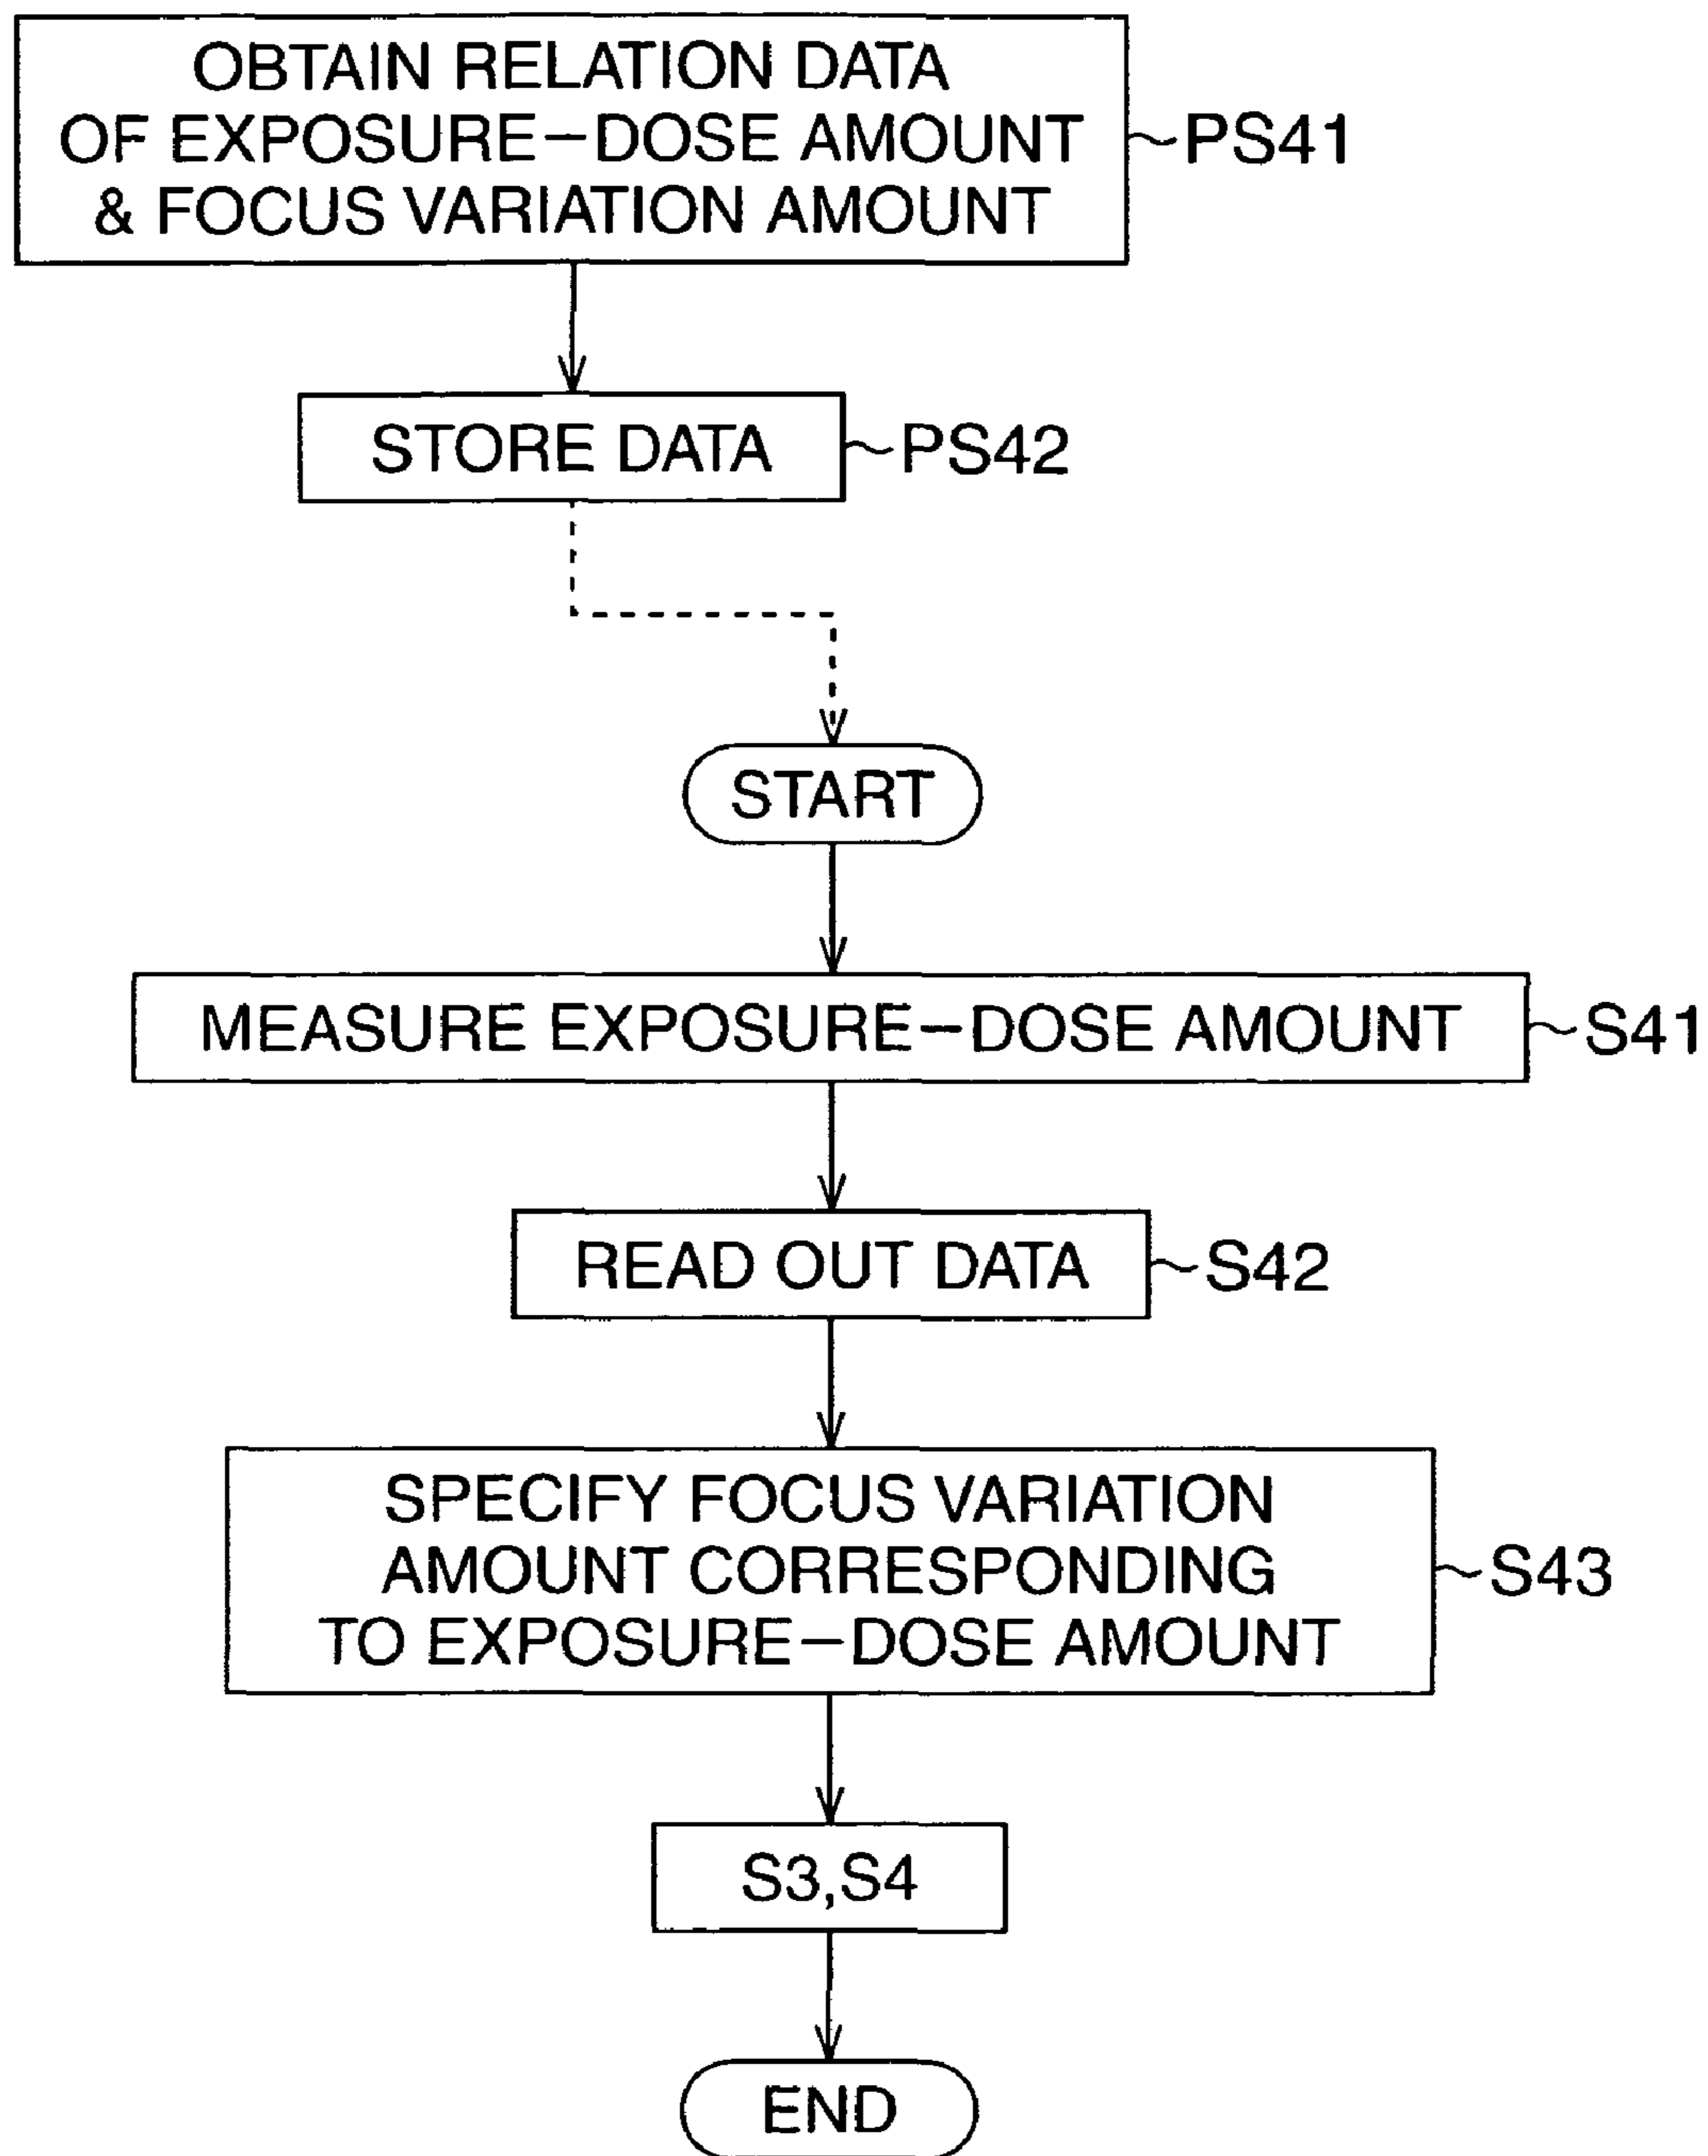 OBTAIN RELATION DATA
OF EXPOSURE-DOSE AMOUNT
& FOCUS VARIATION AMOUNT
PS41
STORE DATA
PS42
START
MEASURE EXPOSURE-DOSE AMOUNT
S41
READ OUT DATA
S42
SPECIFY FOCUS VARIATION
AMOUNT CORRESPONDING
TO EXPOSURE-DOSE AMOUNT
S43
S3,S4
END